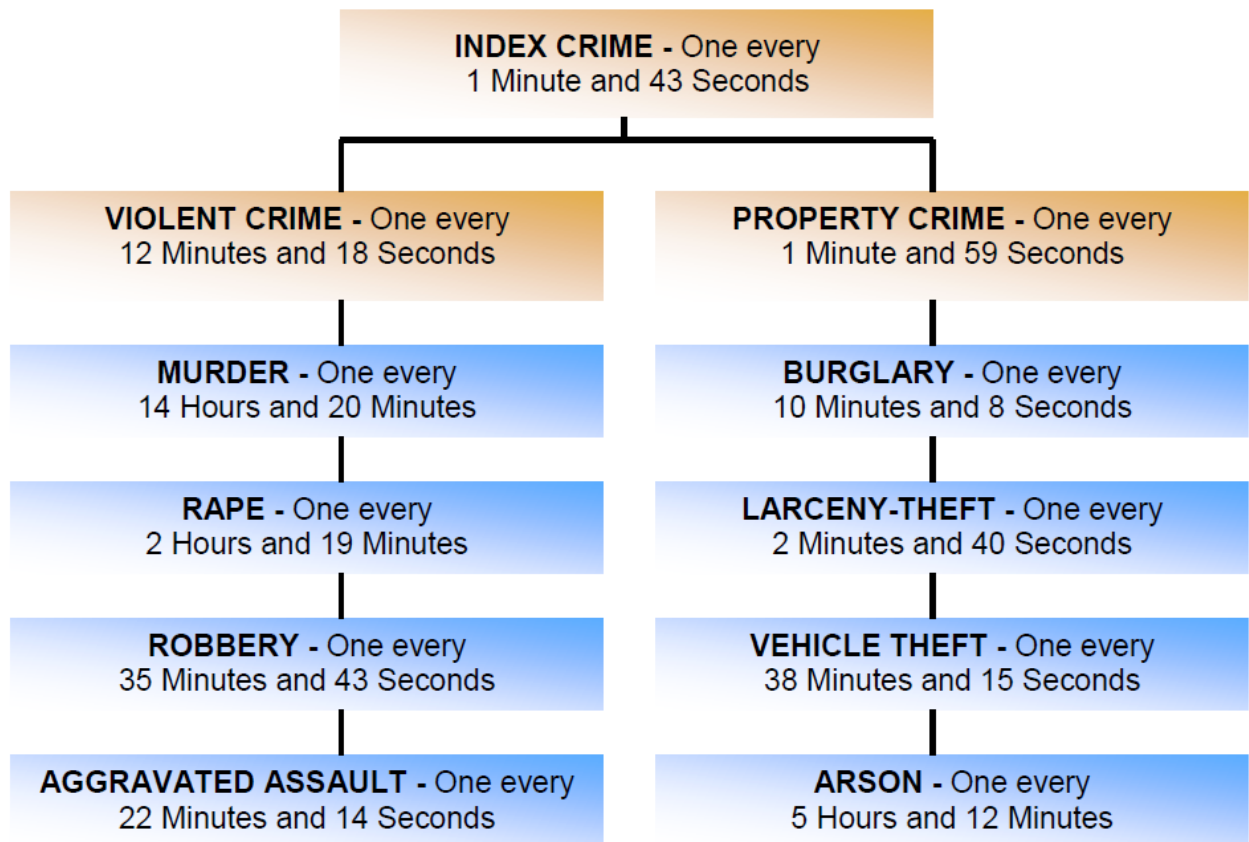 INDEX CRIME - One every
1 Minute and 43 Seconds
VIOLENT CRIME - One every
12 Minutes and 18 Seconds
PROPERTY CRIME - One every
1 Minute and 59 Seconds
MURDER - One every
14 Hours and 20 Minutes
BURGLARY - One every
10 Minutes and 8 Seconds
RAPE - One every
2 Hours and 19 Minutes
LARCENY-THEFT - One every
2 Minutes and 40 Seconds
ROBBERY - One every
35 Minutes and 43 Seconds
VEHICLE THEFT - One every
38 Minutes and 15 Seconds
AGGRAVATED ASSAULT - One every
22 Minutes and 14 Seconds
ARSON - One every
5 Hours and 12 Minutes